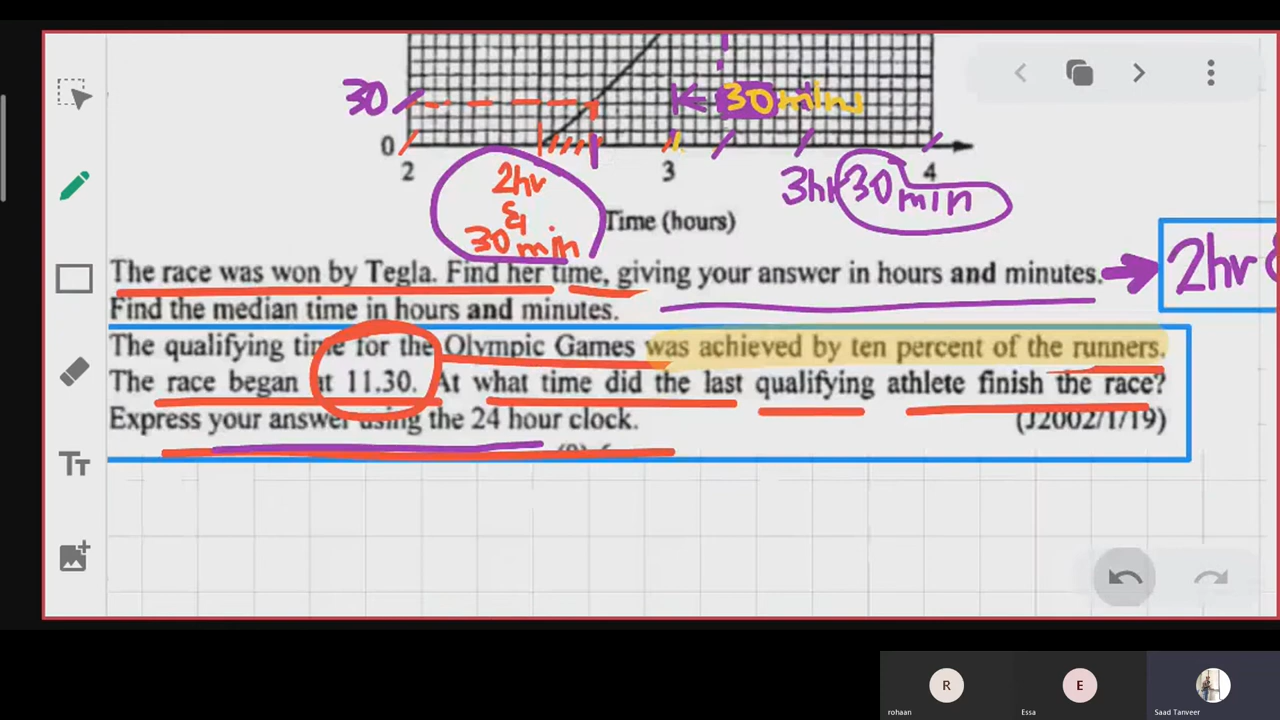 30
30 mins
0
2
3
4
2hr
&
30 min
3hr 30 min
Time (hours)
The race was won by Tegla. Find her time, giving your answer in hours and minutes.
2hr
Find the median time in hours and minutes.
The qualifying time for the Olympic Games was achieved by ten percent of the runners.
The race began at 11.30. At what time did the last qualifying athlete finish the race?
Express your answer using the 24 hour clock.
(J2002/1/19)
Tт
R
E
rohaan
Essa
Saad Tanveer